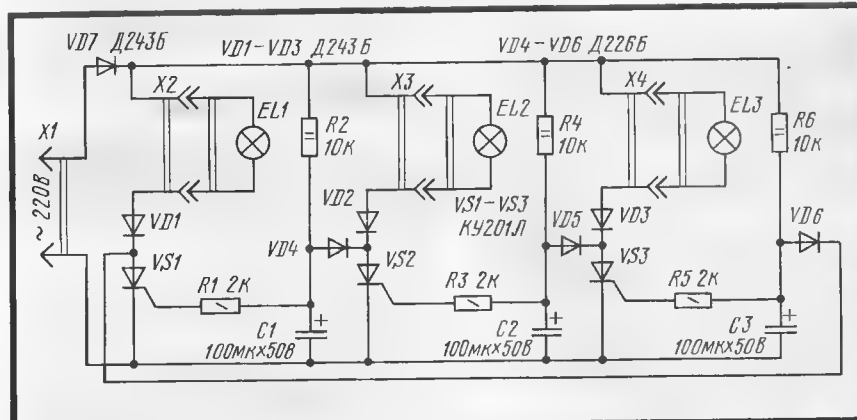 VD7 Д243Б
VD1-VD3 Д243Б
VD4-VD6 Д226Б
X1
~220В
X2
EL1
R2
10к
X3
EL2
R4
10к
X4
EL3
R6
10к
VD1
VS1
R1 2к
VD4
C1
100мк×50В
VD2
VS2
VS1-VS3
КУ201Л
R3 2к
VD5
C2
100мк×50В
VD3
VS3
R5 2к
VD6
C3
100мк×50В